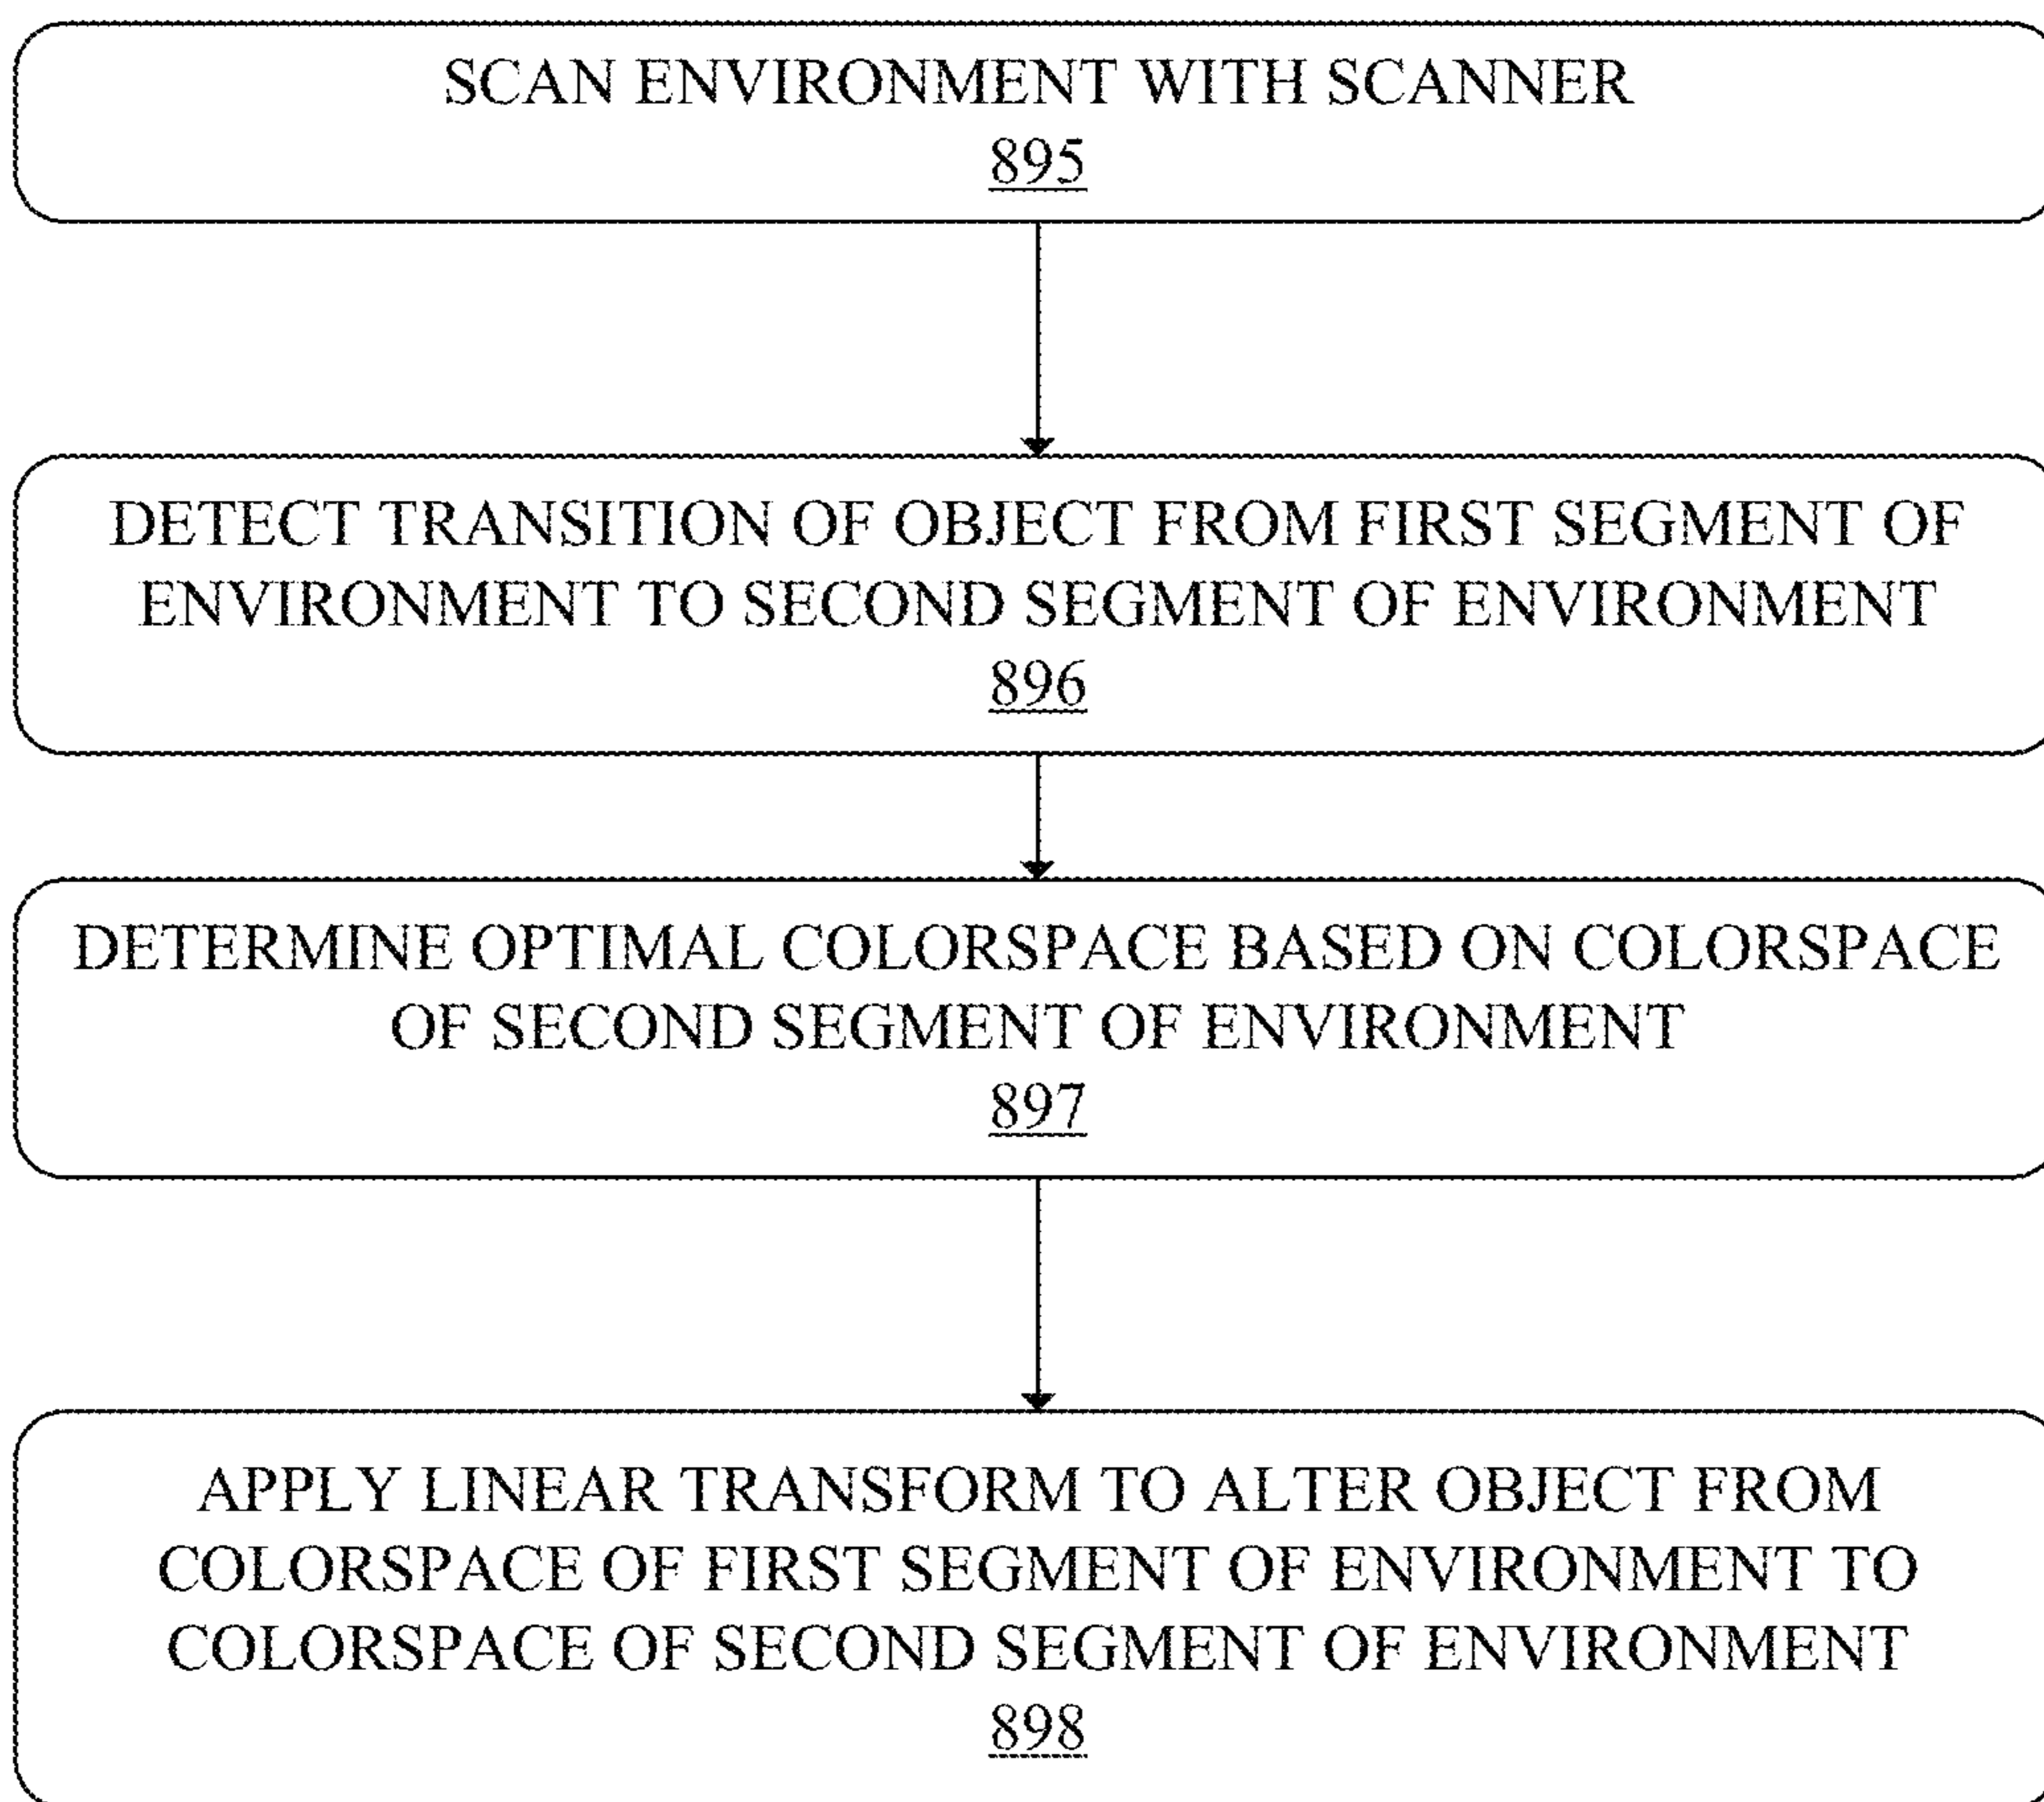 SCAN ENVIRONMENT WITH SCANNER
895
DETECT TRANSITION OF OBJECT FROM FIRST SEGMENT OF
ENVIRONMENT TO SECOND SEGMENT OF ENVIRONMENT
896
DETERMINE OPTIMAL COLORSPACE BASED ON COLORSPACE
OF SECOND SEGMENT OF ENVIRONMENT
897
APPLY LINEAR TRANSFORM TO ALTER OBJECT FROM
COLORSPACE OF FIRST SEGMENT OF ENVIRONMENT TO
COLORSPACE OF SECOND SEGMENT OF ENVIRONMENT
898